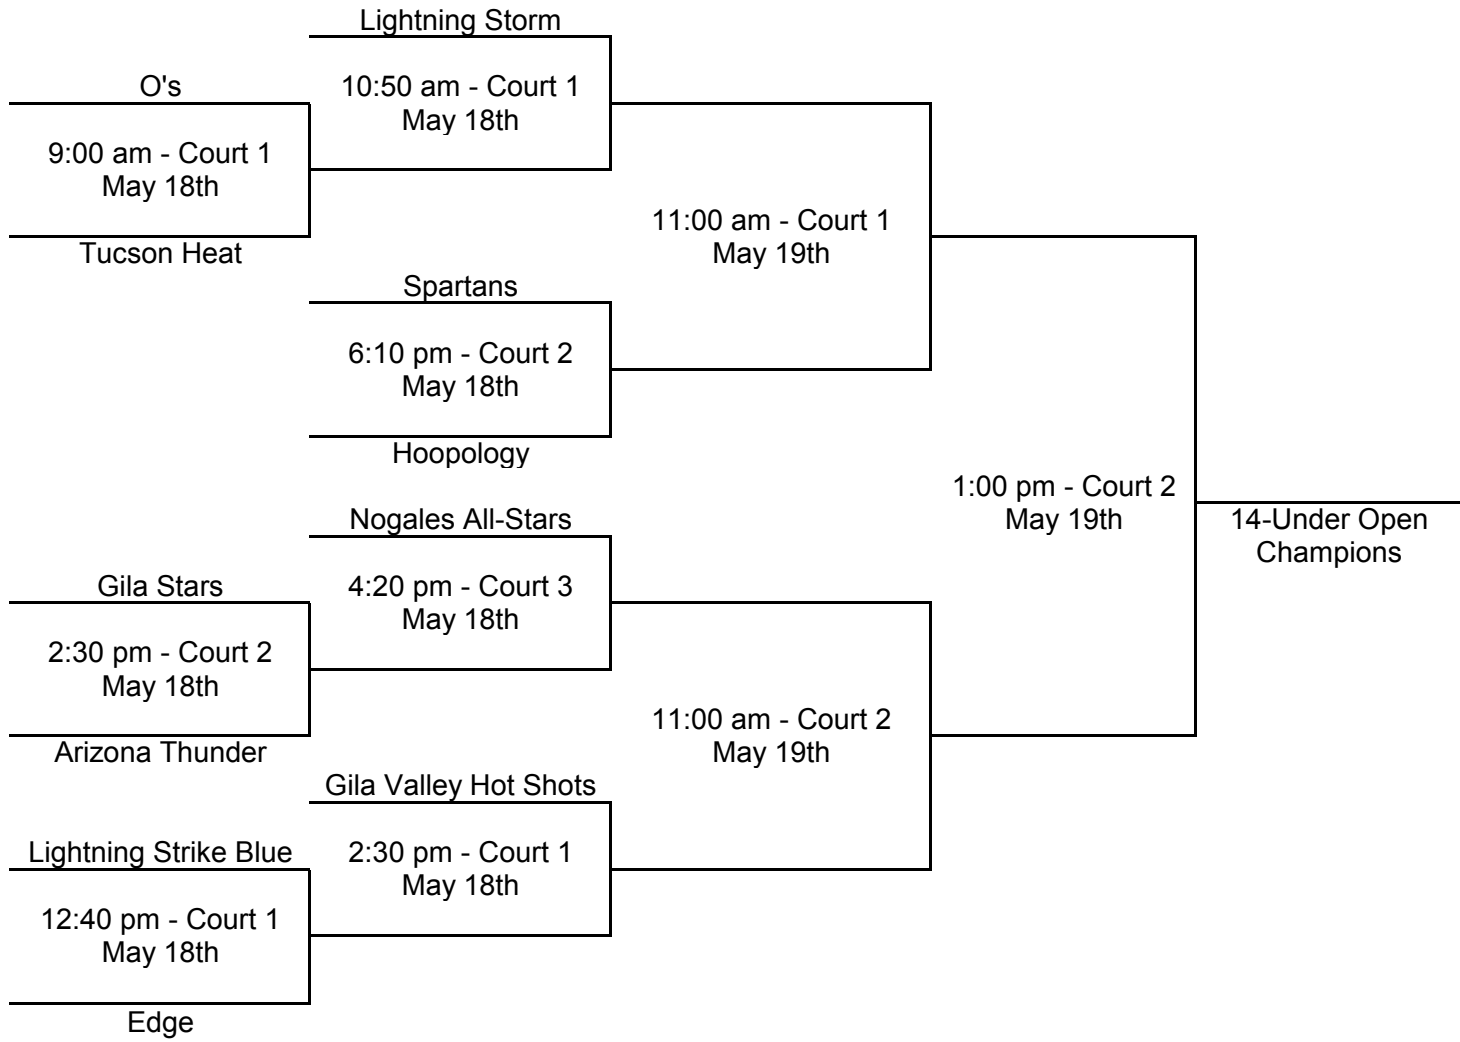 Lightning Storm
O's
10:50 am - Court 1
May 18th
9:00 am - Court 1
May 18th
Tucson Heat
11:00 am - Court 1
May 19th
Spartans
6:10 pm - Court 2
May 18th
Hoopology
1:00 pm - Court 2
May 19th
14-Under Open
Champions
Nogales All-Stars
Gila Stars
4:20 pm - Court 3
May 18th
2:30 pm - Court 2
May 18th
Arizona Thunder
11:00 am - Court 2
May 19th
Gila Valley Hot Shots
Lightning Strike Blue
2:30 pm - Court 1
May 18th
12:40 pm - Court 1
May 18th
Edge